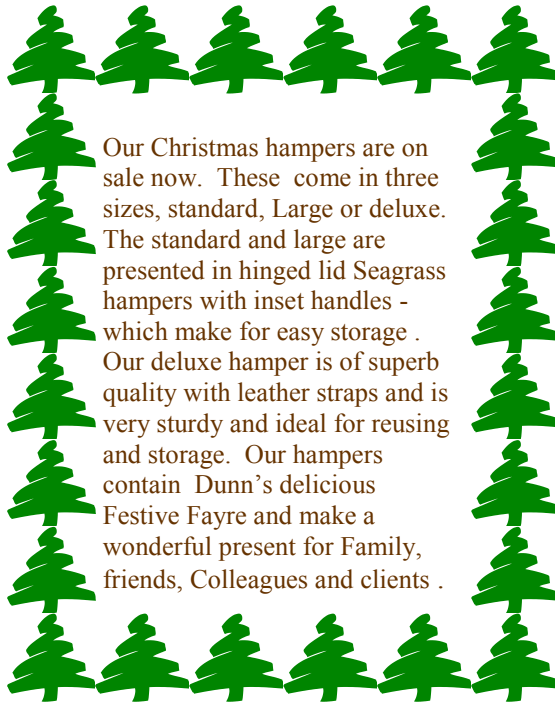 Our Christmas hampers are on
sale now.  These  come in three
sizes, standard, Large or deluxe.
The standard and large are
presented in hinged lid Seagrass
hampers with inset handles -
which make for easy storage .
Our deluxe hamper is of superb
quality with leather straps and is
very sturdy and ideal for reusing
and storage.  Our hampers
contain  Dunn’s delicious
Festive Fayre and make a
wonderful present for Family,
friends, Colleagues and clients .